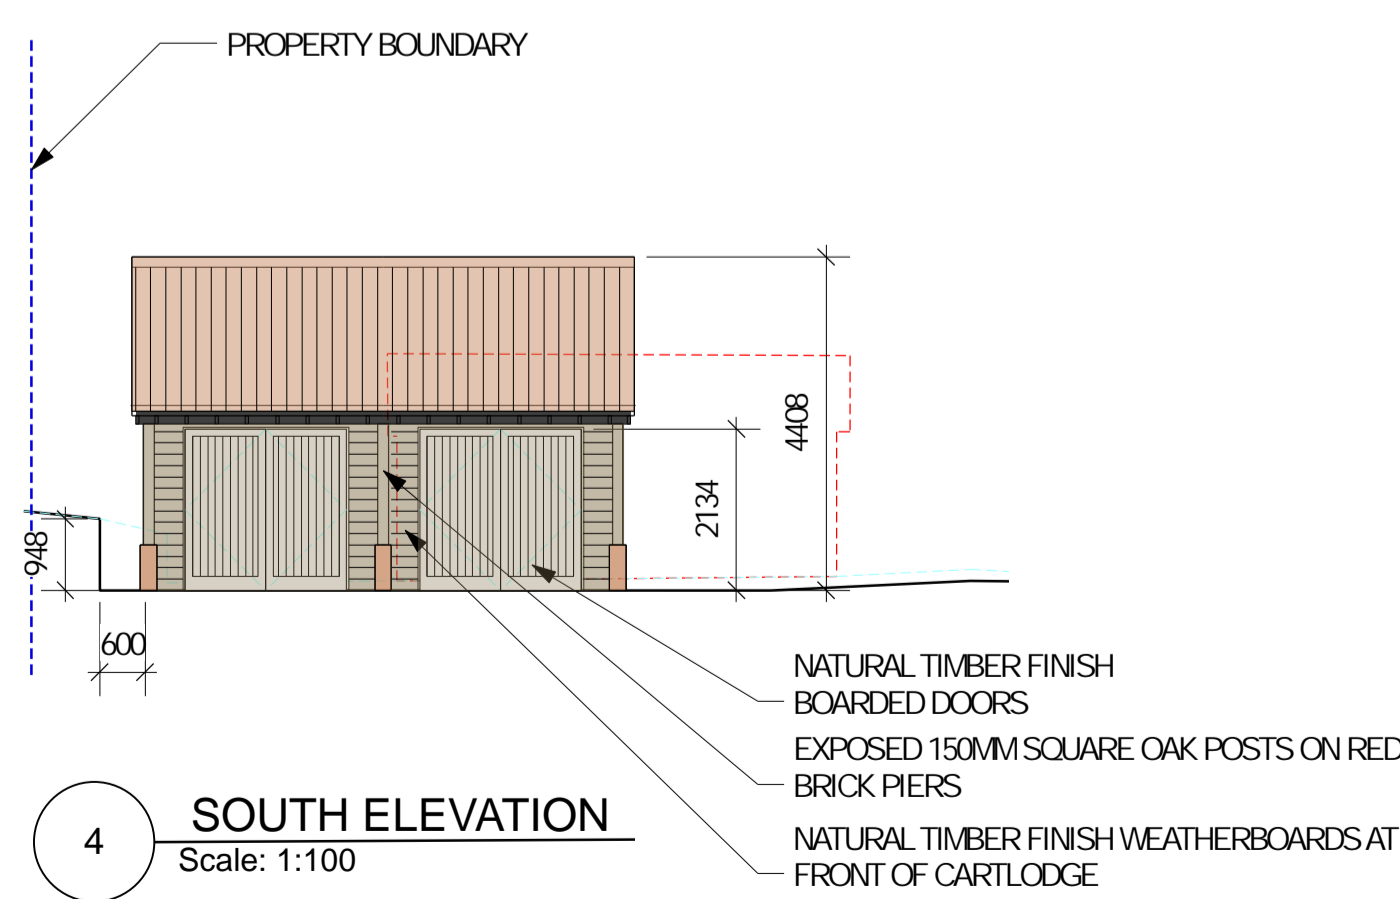 PROPERTY BOUNDARY
4408
2134
948
600
NATURAL TIMBER FINISH
BOARDED DOORS
EXPOSED 150MM SQUARE OAK POSTS ON RED
BRICK PIERS
NATURAL TIMBER FINISH WEATHERBOARDS AT
FRONT OF CARTLODGE
4
SOUTH ELEVATION
Scale: 1:100